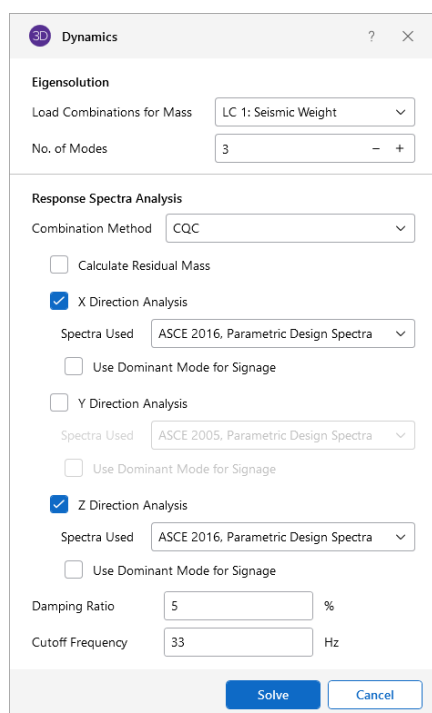 3D Dynamics ?
Eigensolution
Load Combinations for Mass LC 1: Seismic Weight
No. of Modes 3 − +
Response Spectra Analysis
Combination Method CQC
Calculate Residual Mass
X Direction Analysis
Spectra Used ASCE 2016, Parametric Design Spectra
Use Dominant Mode for Signage
Y Direction Analysis
Spectra Used ASCE 2005, Parametric Design Spectra
Use Dominant Mode for Signage
Z Direction Analysis
Spectra Used ASCE 2016, Parametric Design Spectra
Use Dominant Mode for Signage
Damping Ratio 5 %
Cutoff Frequency 33 Hz
Solve Cancel